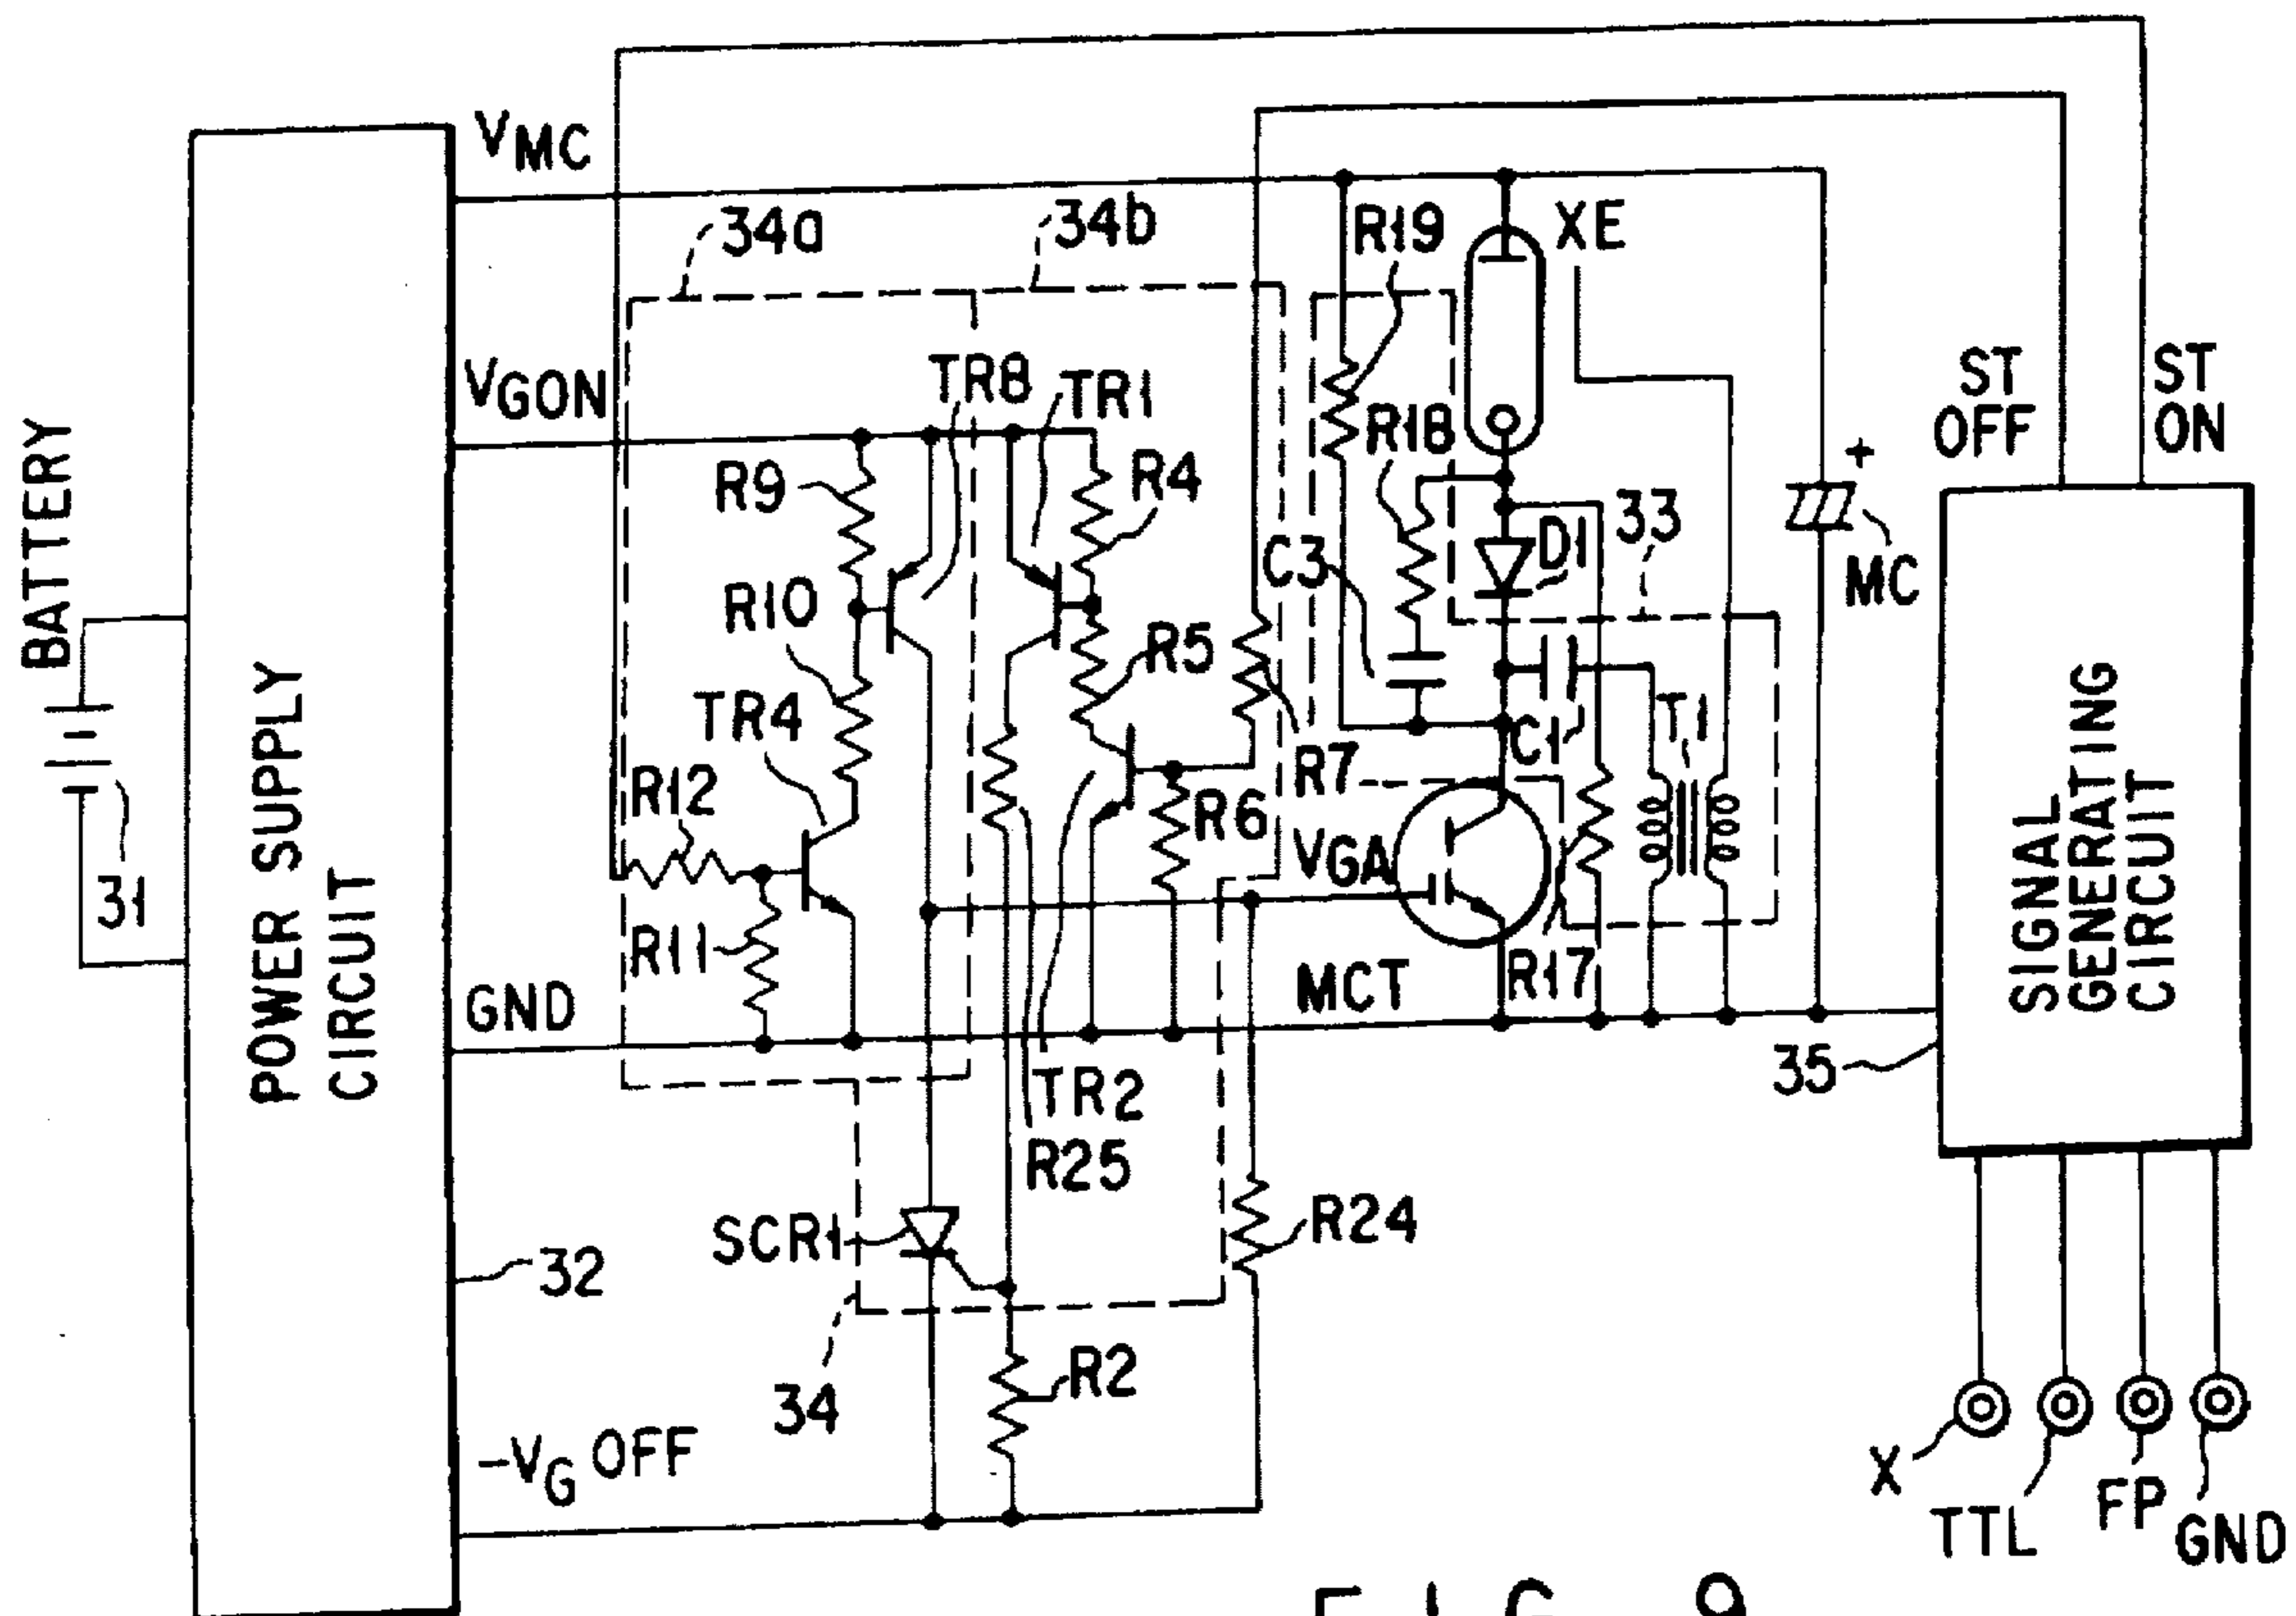 VMC
34a
34b
R19
XE
VGON
TR8
TR1
ST OFF
ST ON
BATTERY
R9
R4
R18
+
C3
D1
33
MC
R10
R5
TR4
C1
T1
R12
R7
R6
VGA
31
R11
GND
MCT
R17
POWER SUPPLY
CIRCUIT
SIGNAL
GENERATING
CIRCUIT
35
TR2
R25
SCR1
R24
32
34
R2
-VG OFF
X
TTL
FP
GND
FIG. 9